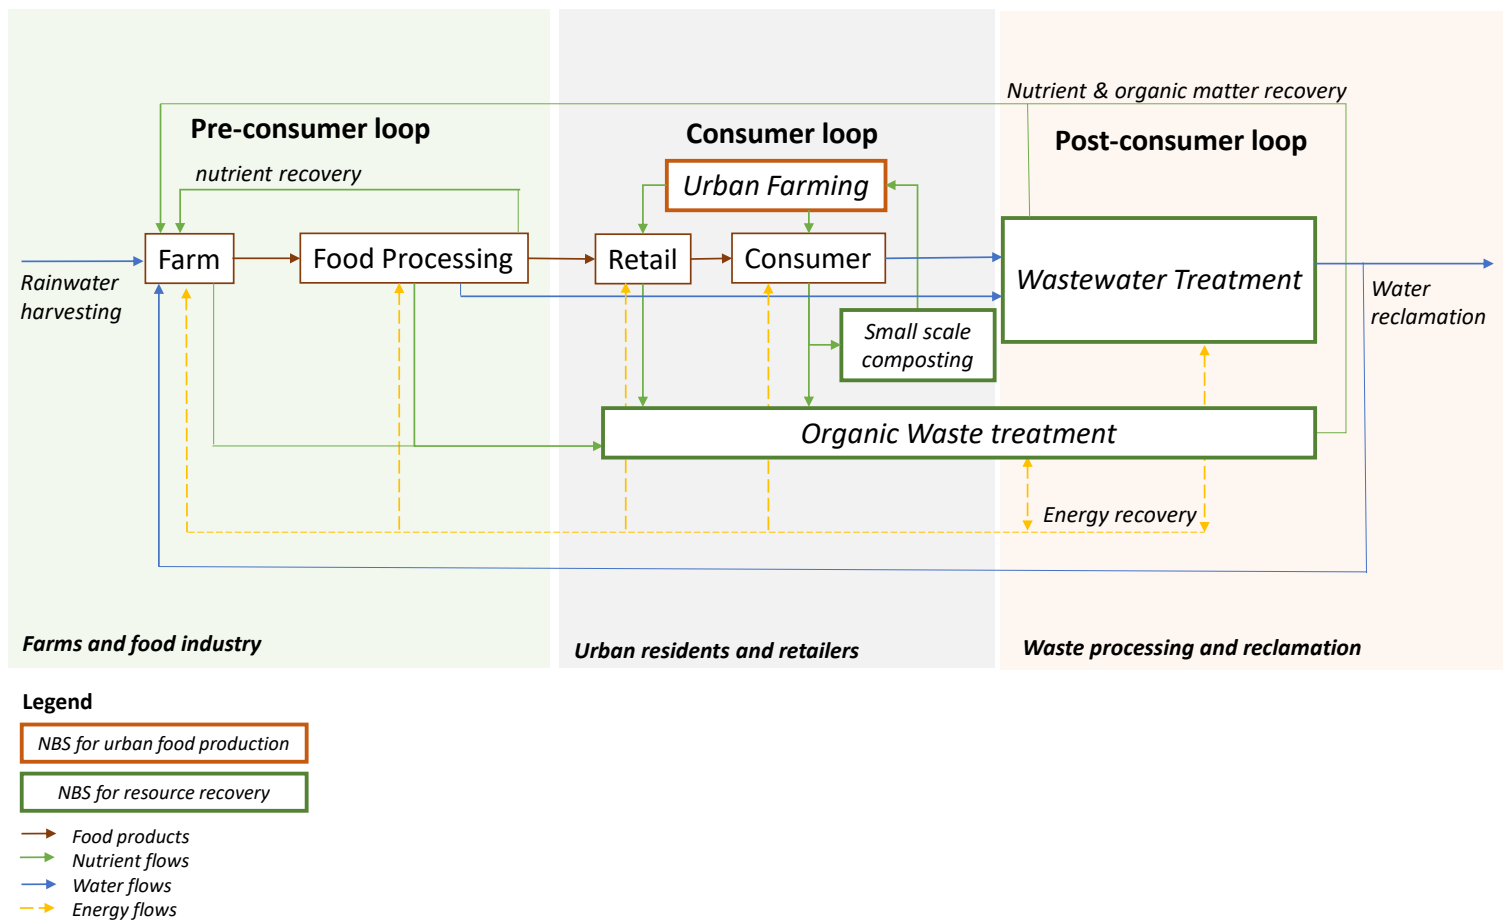 Nutrient & organic matter recovery
Pre-consumer loop
Consumer loop
Post-consumer loop
nutrient recovery
Urban Farming
Farm
Food Processing
Retail
Consumer
Wastewater Treatment
Rainwater
harvesting
Water
reclamation
Small scale
composting
Organic Waste treatment
Energy recovery
Farms and food industry
Urban residents and retailers
Waste processing and reclamation
Legend
NBS for urban food production
NBS for resource recovery
Food products
Nutrient flows
Water flows
Energy flows